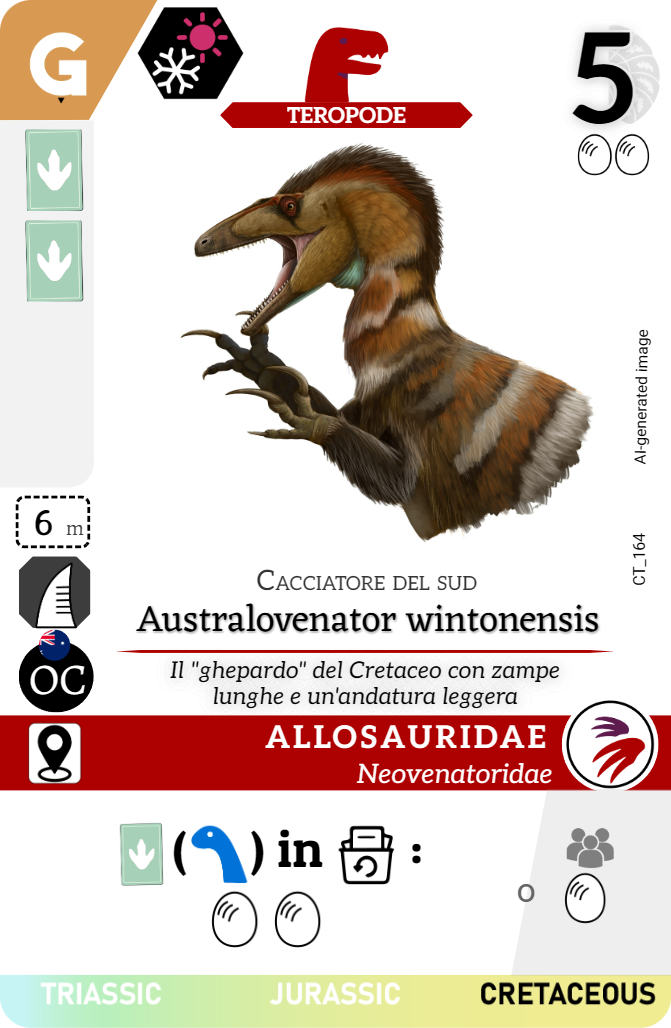 G
TEROPODE
5
AI-generated image
CT_164
6 m
OC
Cacciatore del sud
Australovenator wintonensis
Il "ghepardo" del Cretaceo con zampe
lunghe e un'andatura leggera
ALLOSAURIDAE
Neovenatoridae
( ) in :
o
TRIASSIC JURASSIC CRETACEOUS